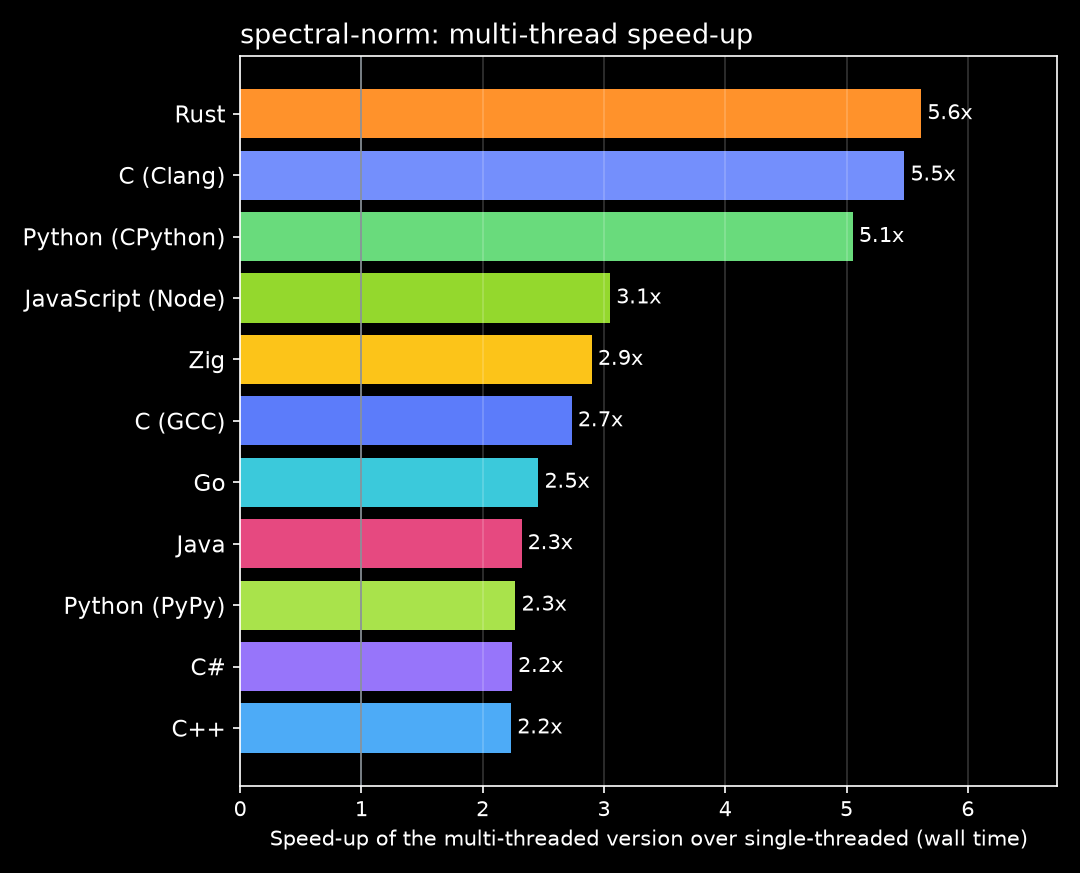 spectral-norm: multi-thread speed-up
Rust 5.6x
C (Clang) 5.5x
Python (CPython) 5.1x
JavaScript (Node) 3.1x
Zig 2.9x
C (GCC) 2.7x
Go 2.5x
Java 2.3x
Python (PyPy) 2.3x
C# 2.2x
C++ 2.2x
0 1 2 3 4 5 6
Speed-up of the multi-threaded version over single-threaded (wall time)